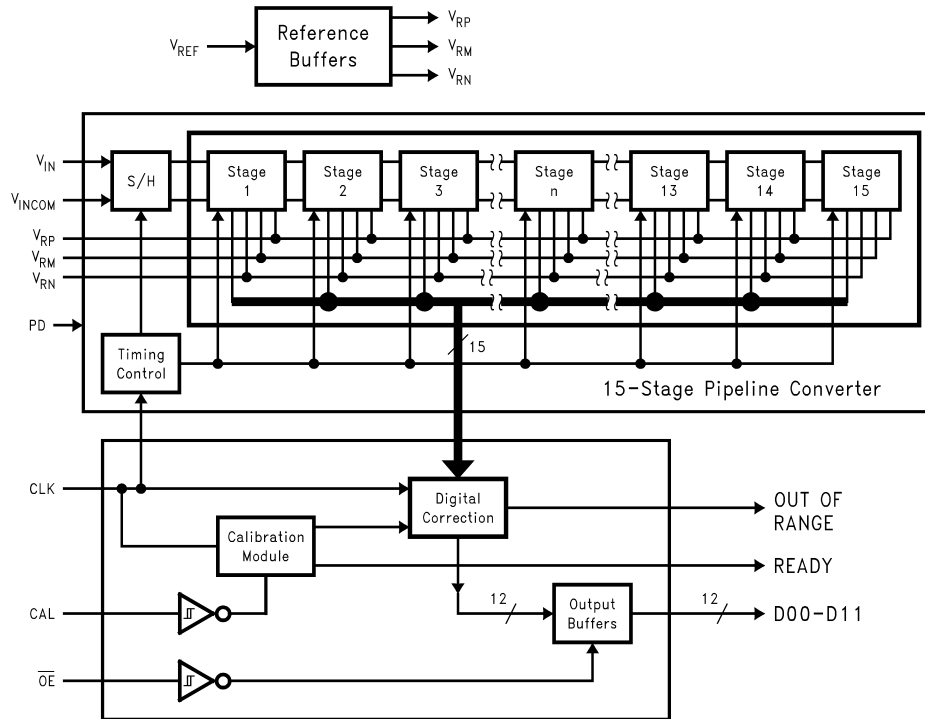 V_REF
Reference
Buffers
V_RP
V_RM
V_RN
V_IN
V_INCOM
S/H
Stage
1
Stage
2
Stage
3
Stage
n
Stage
13
Stage
14
Stage
15
V_RP
V_RM
V_RN
PD
Timing
Control
15
15-Stage Pipeline Converter
CLK
Digital
Correction
OUT OF
RANGE
Calibration
Module
READY
CAL
12
Output
Buffers
12
D00-D11
O̅E̅